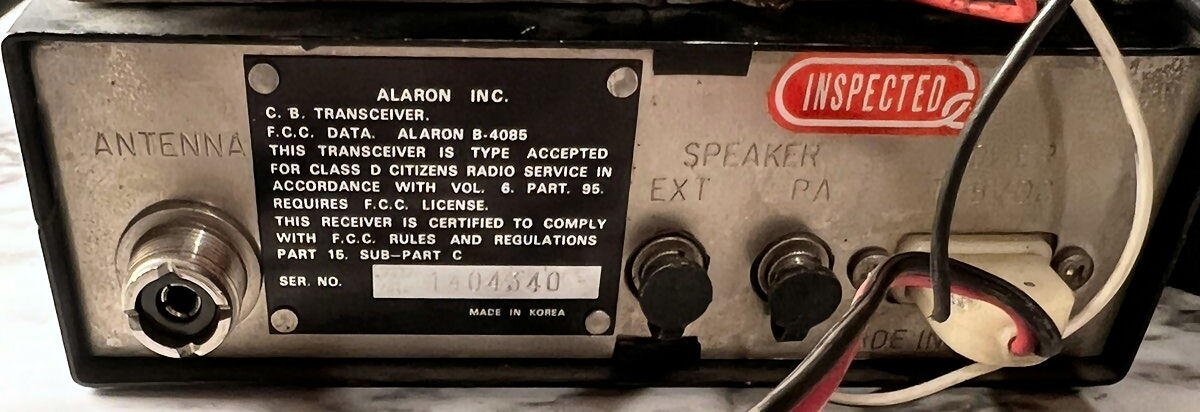 ANTENNA
ALARON INC.
C. B. TRANSCEIVER.
F.C.C. DATA. ALARON B-4085
THIS TRANSCEIVER IS TYPE ACCEPTED
FOR CLASS D CITIZENS RADIO SERVICE IN
ACCORDANCE WITH VOL. 6. PART. 95.
REQUIRES F.C.C. LICENSE.
THIS RECEIVER IS CERTIFIED TO COMPLY
WITH F.C.C. RULES AND REGULATIONS
PART 15. SUB-PART C
SER. NO. 1404340
MADE IN KOREA
INSPECTED
SPEAKER
EXT PA